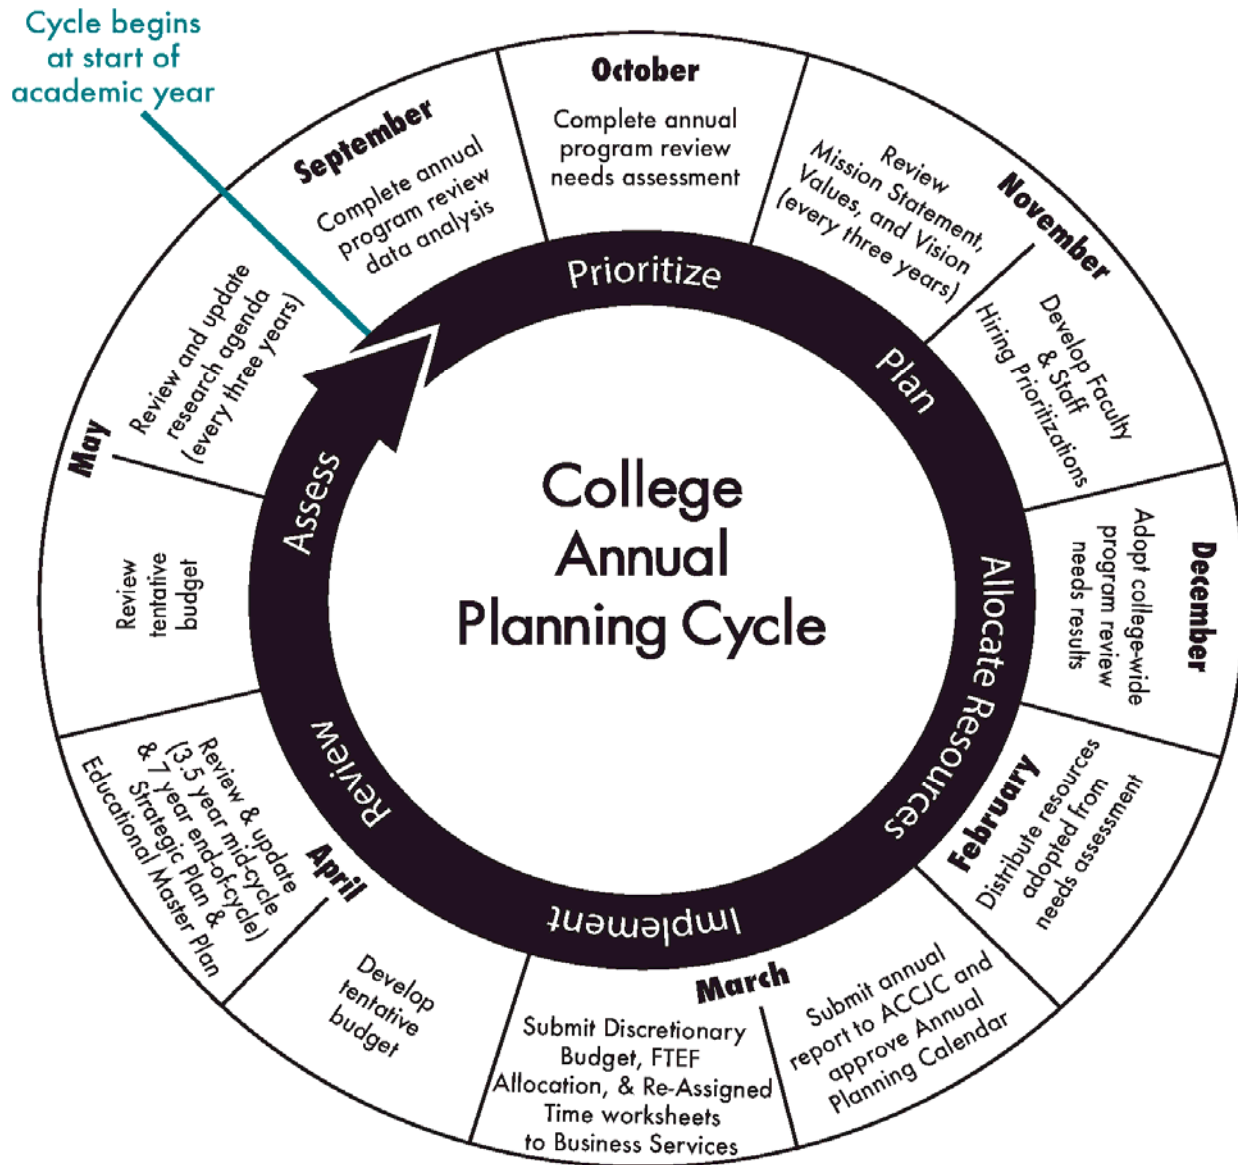 Cycle begins
at start of
academic year
September
Complete annual
program review
data analysis
October
Complete annual
program review
needs assessment
November
Review
Mission Statement,
Values, and Vision
(every three years)
Develop Faculty
& Staff
Hiring Prioritizations
December
Adopt college-wide
program review
needs results
February
Distribute resources
adopted from
needs assessment
March
Submit annual
report to ACCJC and
approve Annual
Planning Calendar
Submit Discretionary
Budget, FTEF
Allocation, & Re-Assigned
Time worksheets
to Business Services
April
Develop
tentative
budget
Review & update
(3.5 year mid-cycle
& 7 year end-of-cycle)
Strategic Plan &
Educational Master Plan
May
Review
tentative
budget
Review and update
research agenda
(every three years)
Prioritize
Plan
Allocate Resources
Implement
Review
Assess
College
Annual
Planning Cycle